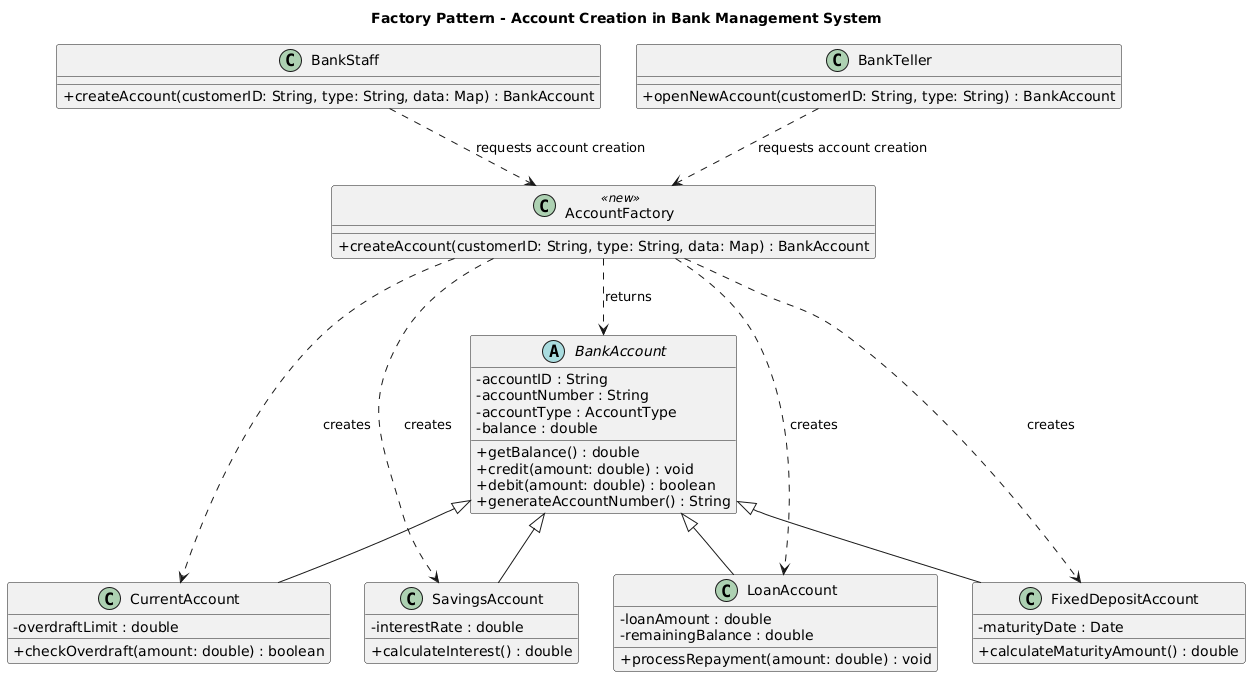 Factory Pattern - Account Creation in Bank Management System
C BankStaff
+createAccount(customerID: String, type: String, data: Map) : BankAccount
C BankTeller
+openNewAccount(customerID: String, type: String) : BankAccount
requests account creation
requests account creation
«new»
C AccountFactory
+createAccount(customerID: String, type: String, data: Map) : BankAccount
returns
A BankAccount
-accountID : String
-accountNumber : String
-accountType : AccountType
-balance : double
+getBalance() : double
+credit(amount: double) : void
+debit(amount: double) : boolean
+generateAccountNumber() : String
creates
creates
creates
creates
C CurrentAccount
-overdraftLimit : double
+checkOverdraft(amount: double) : boolean
C SavingsAccount
-interestRate : double
+calculateInterest() : double
C LoanAccount
-loanAmount : double
-remainingBalance : double
+processRepayment(amount: double) : void
C FixedDepositAccount
-maturityDate : Date
+calculateMaturityAmount() : double